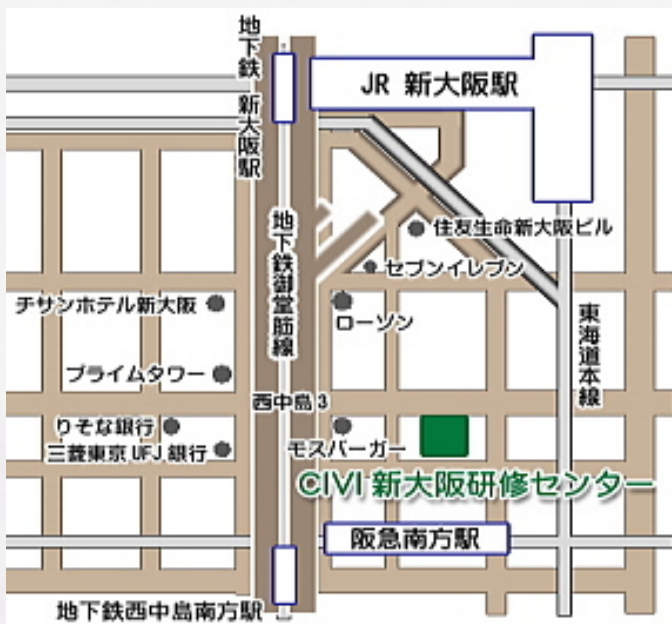 地下鉄 新大阪駅
JR 新大阪駅
地下鉄御堂筋線
住友生命新大阪ビル
セブンイレブン
チサンホテル新大阪
ローソン
東海道本線
プライムタワー
西中島3
りそな銀行
モスバーガー
三菱東京UFJ銀行
CIVI 新大阪研修センター
阪急南方駅
地下鉄西中島南方駅